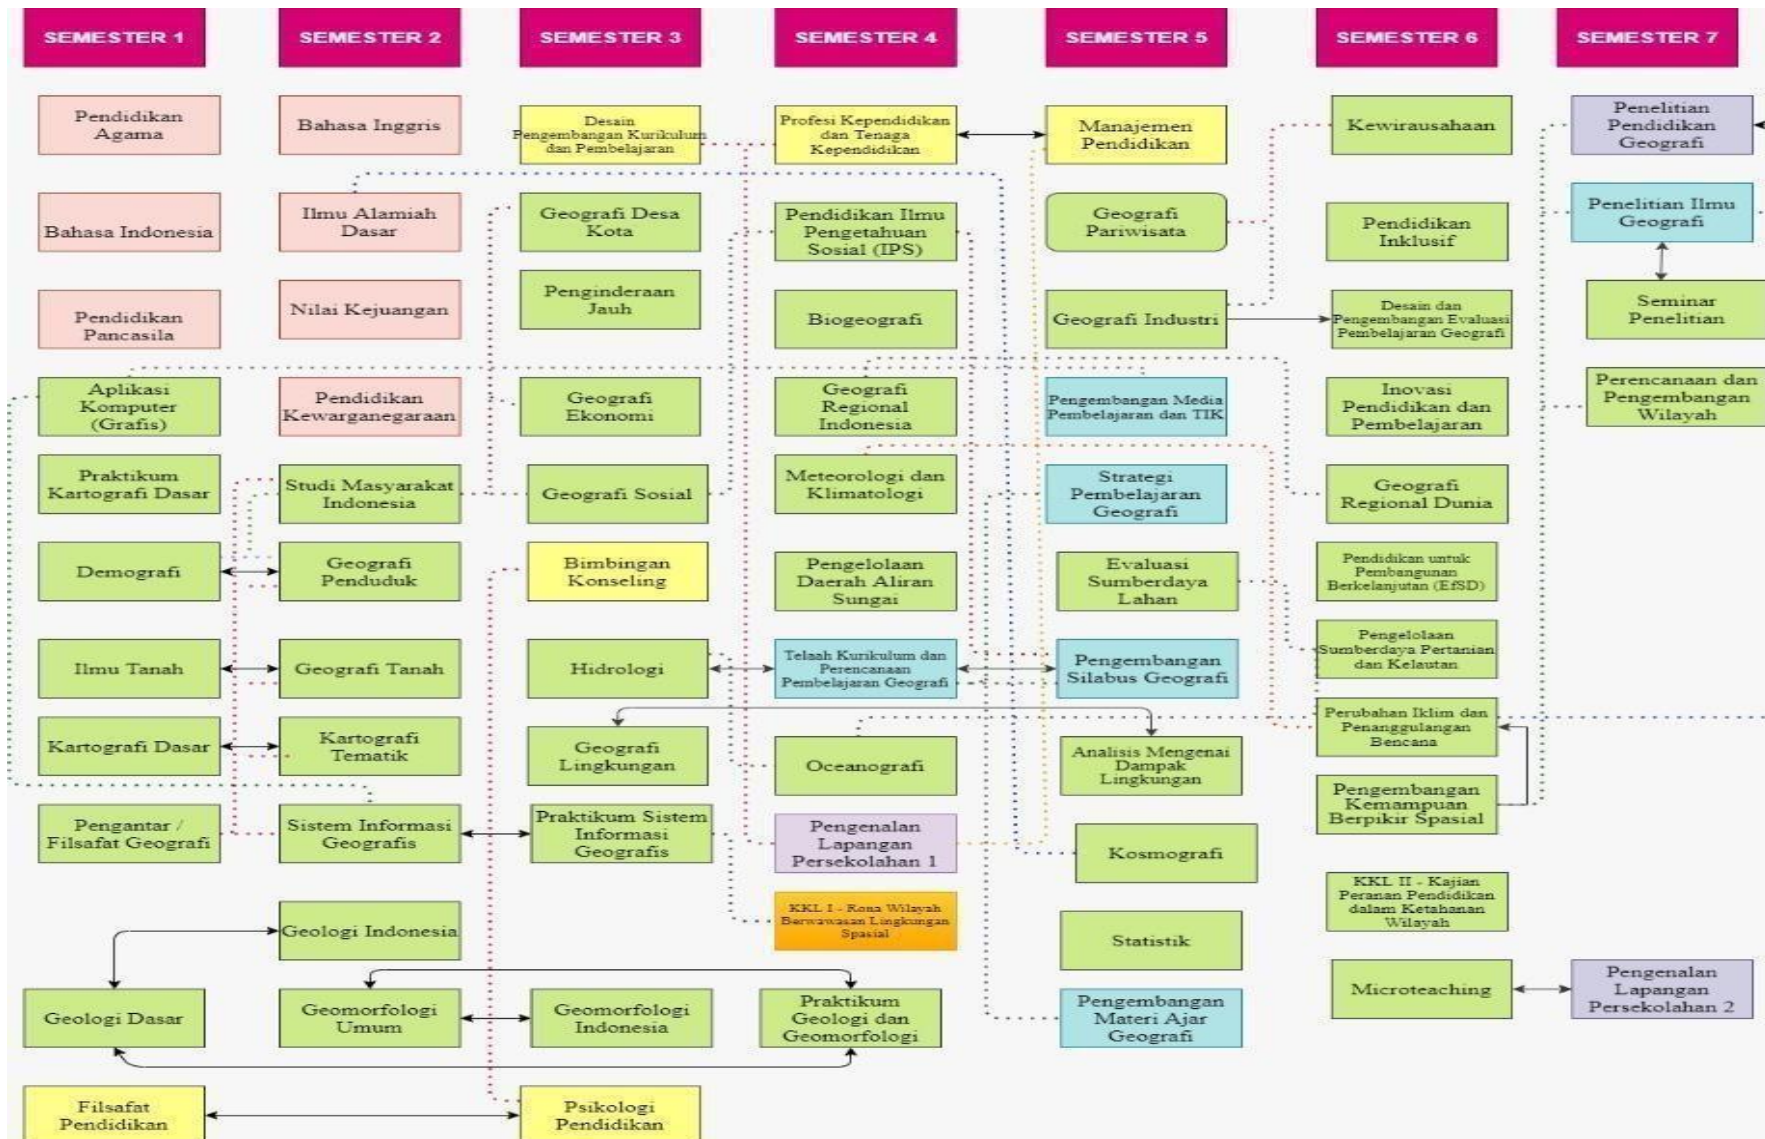 SEMESTER 1
SEMESTER 2
SEMESTER 3
SEMESTER 4
SEMESTER 5
SEMESTER 6
SEMESTER 7
Pendidikan
Agama
Bahasa Indonesia
Pendidikan
Pancasila
Aplikasi
Komputer
(Grafis)
Praktikum
Kartografi Dasar
Demografi
Ilmu Tanah
Kartografi Dasar
Pengantar /
Filsafat Geografi
Geologi Dasar
Filsafat
Pendidikan
Bahasa Inggris
Ilmu Alamiah
Dasar
Nilai Kejuangan
Pendidikan
Kewarganegaraan
Studi Masyarakat
Indonesia
Geografi
Penduduk
Geografi Tanah
Kartografi
Tematik
Sistem Informasi
Geografis
Geologi Indonesia
Geomorfologi
Umum
Desain
Pengembangan Kurikulum
dan Pembelajaran
Geografi Desa
Kota
Penginderaan
Jauh
Geografi
Ekonomi
Geografi Sosial
Bimbingan
Konseling
Hidrologi
Geografi
Lingkungan
Praktikum Sistem
Informasi
Geografis
Geomorfologi
Indonesia
Psikologi
Pendidikan
Profesi Kependidikan
dan Tenaga
Kependidikan
Pendidikan Ilmu
Pengetahuan
Sosial (IPS)
Biogeografi
Geografi
Regional
Indonesia
Meteorologi dan
Klimatologi
Pengelolaan
Daerah Aliran
Sungai
Telaah Kurikulum dan
Perencanaan
Pembelajaran Geografi
Oceanografi
Pengenalan
Lapangan
Persekolahan 1
KKL I - Rona Wilayah
Berwawasan Lingkungan
Spasial
Praktikum
Geologi dan
Geomorfologi
Manajemen
Pendidikan
Geografi
Pariwisata
Geografi Industri
Pengembangan Media
Pembelajaran dan TIK
Strategi
Pembelajaran
Geografi
Evaluasi
Sumberdaya
Lahan
Pengembangan
Silabus Geografi
Analisis Mengenai
Dampak
Lingkungan
Kosmografi
Statistik
Pengembangan
Materi Ajar
Geografi
Kewirausahaan
Pendidikan
Inklusif
Desain dan
Pengembangan Evaluasi
Pembelajaran Geografi
Inovasi
Pendidikan dan
Pembelajaran
Geografi
Regional Dunia
Pendidikan untuk
Pembangunan
Berkelanjutan (EfSD)
Pengelolaan
Sumberdaya Pertanian
dan Kelautan
Perubahan Iklim dan
Penanggulangan
Bencana
Pengembangan
Kemampuan
Berpikir Spasial
KKL II - Kajian
Peranan Pendidikan
dalam Ketahanan
Wilayah
Microteaching
Penelitian
Pendidikan
Geografi
Penelitian Ilmu
Geografi
Seminar
Penelitian
Perencanaan dan
Pengembangan
Wilayah
Pengenalan
Lapangan
Persekolahan 2